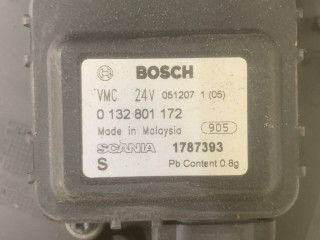 BOSCH
VMC 24V 051207 1 (05)
0 132 801 172
Made in Malaysia 905
SCANIA 1787393
S Pb Content 0.8g